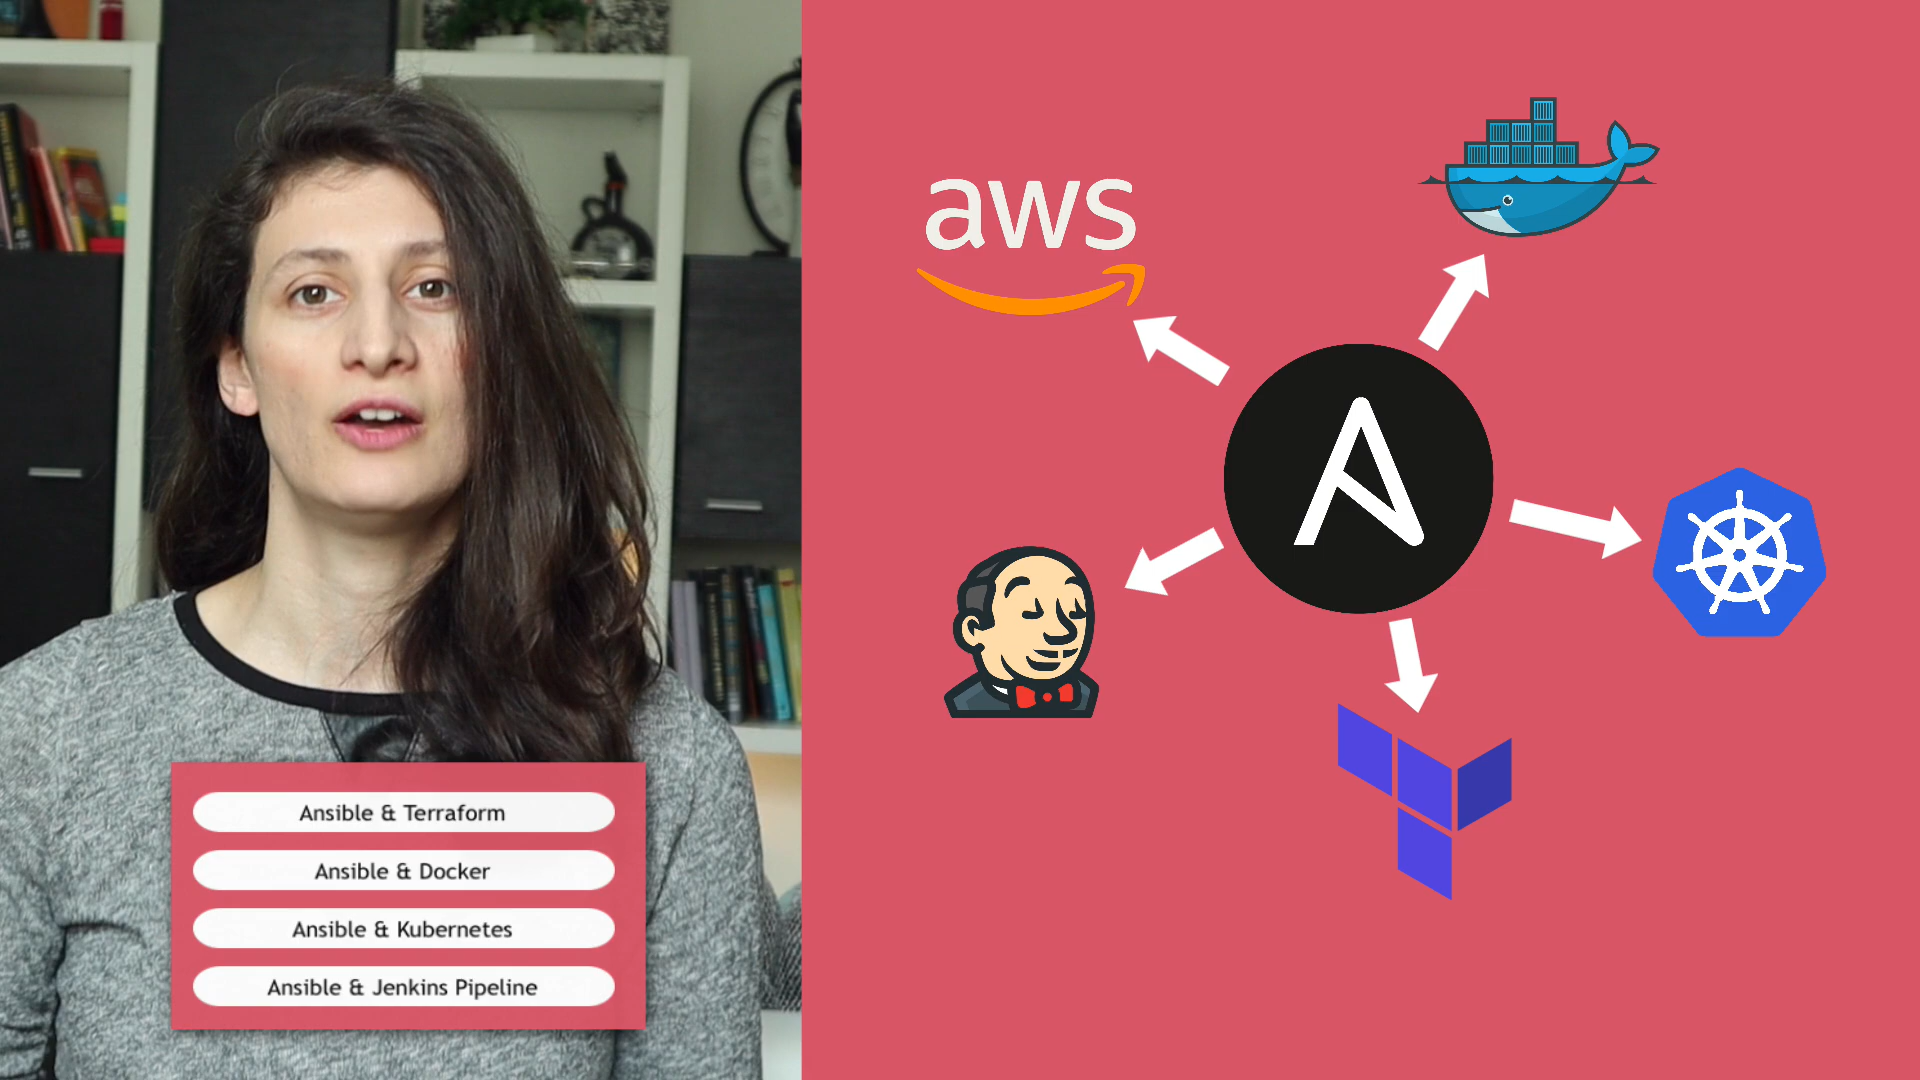 aws
Ansible & Terraform
Ansible & Docker
Ansible & Kubernetes
Ansible & Jenkins Pipeline